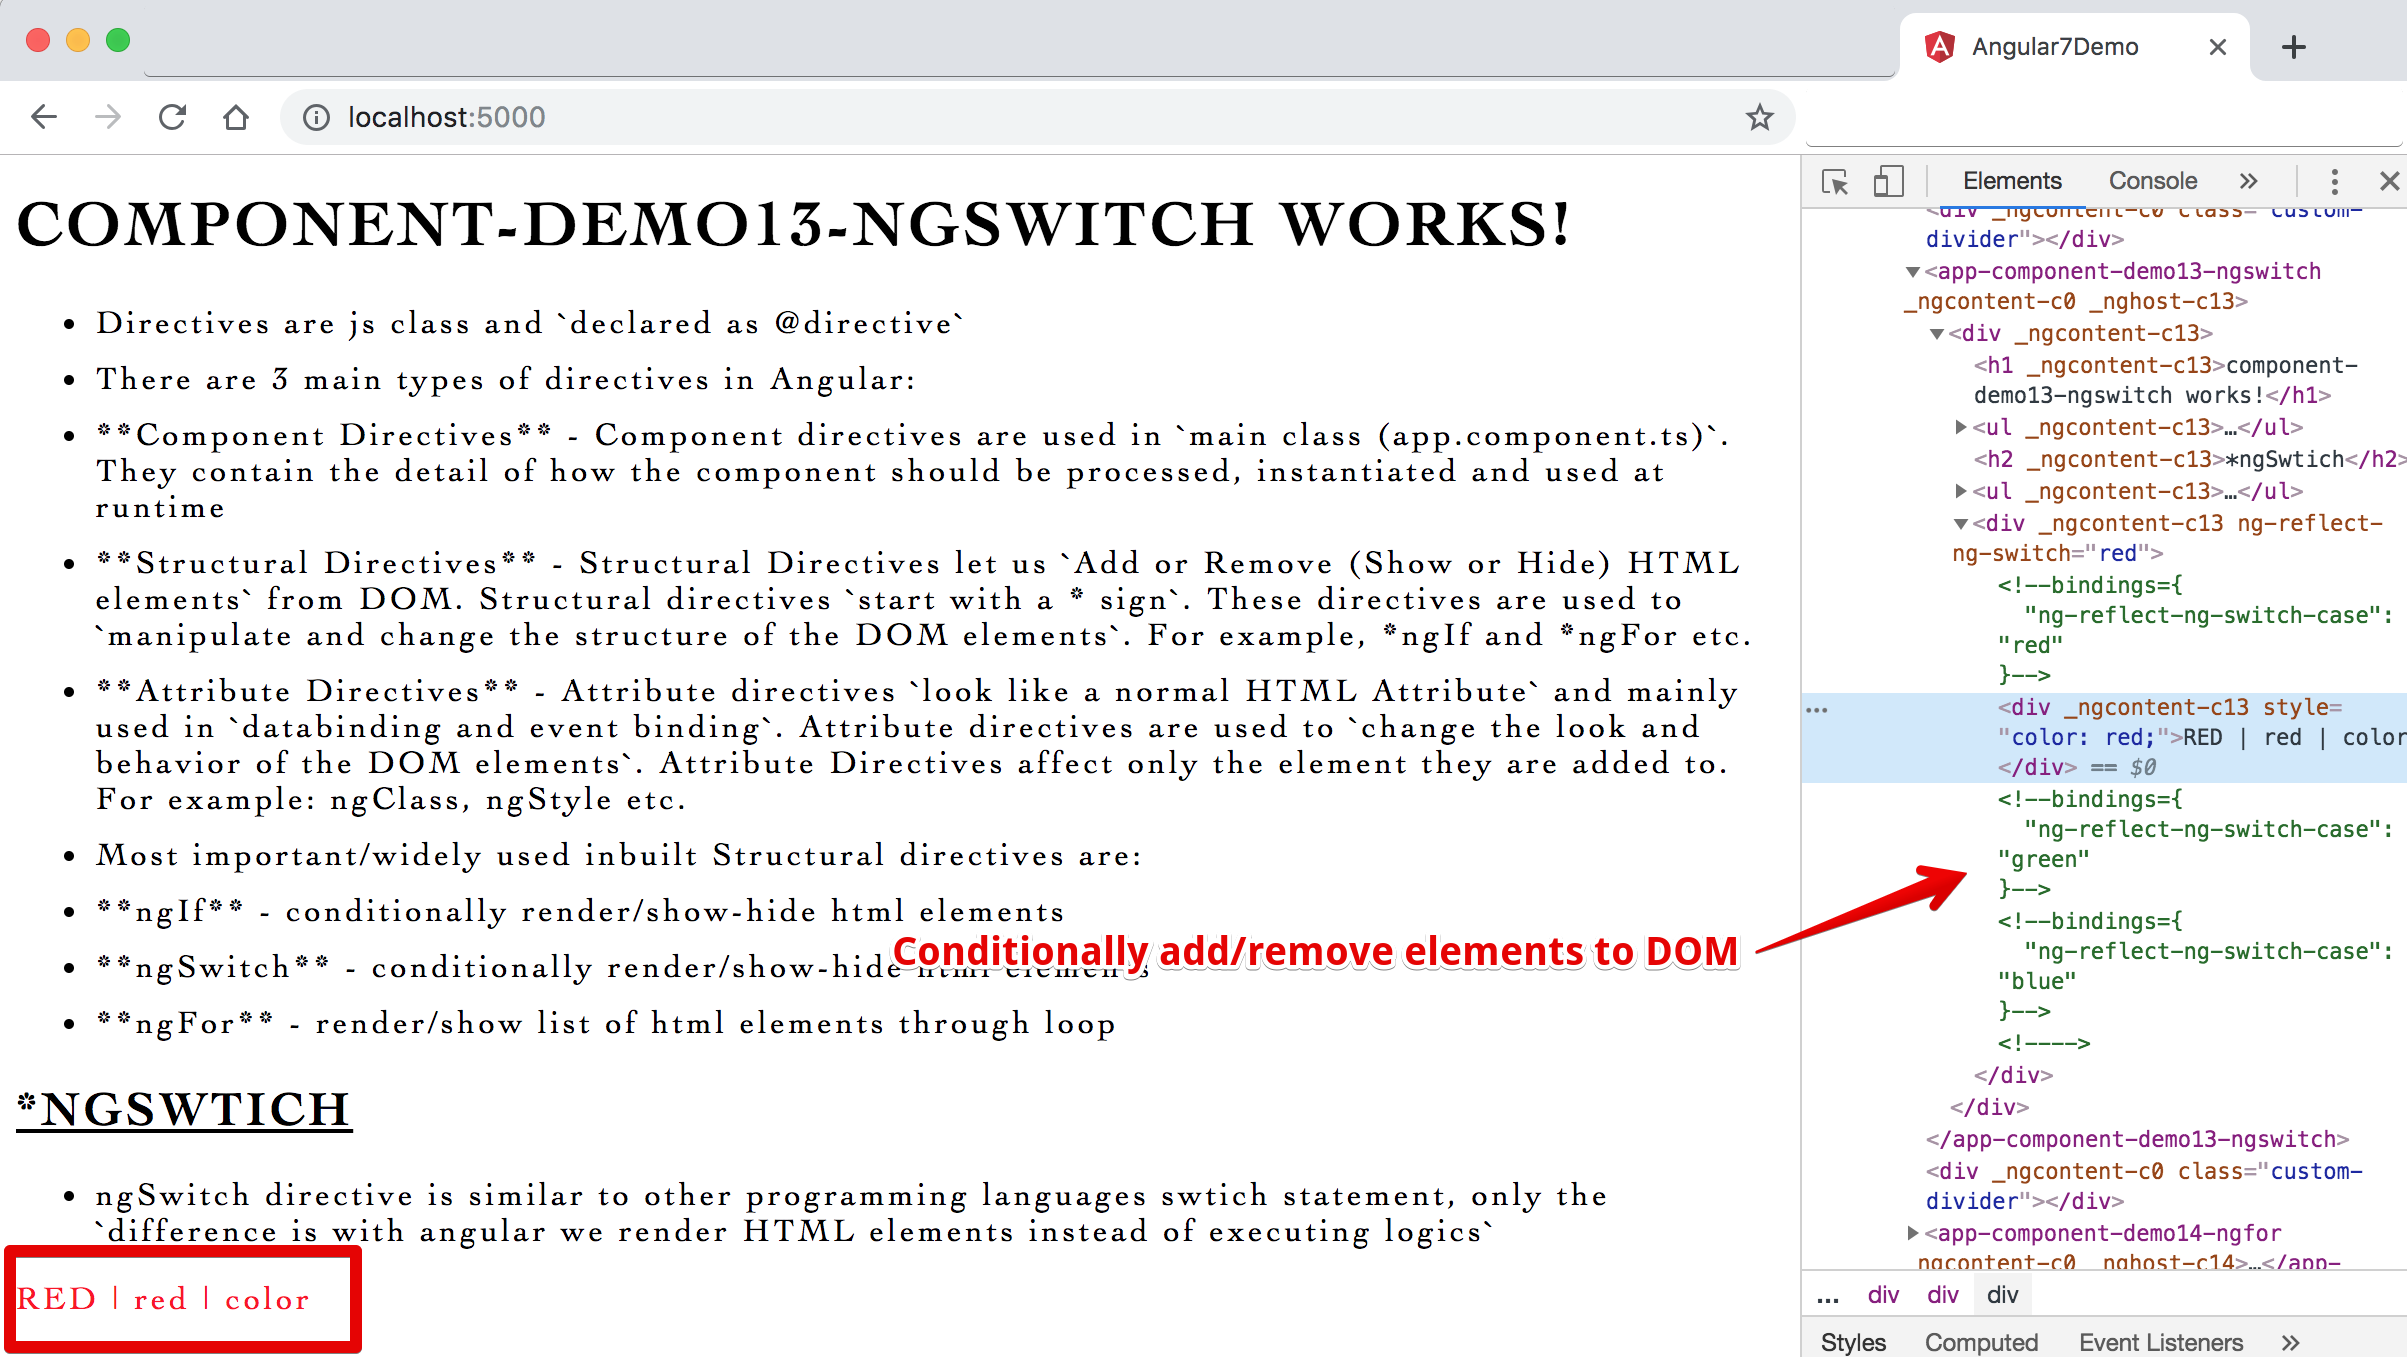 Angular7Demo
localhost:5000
COMPONENT-DEMO13-NGSWITCH WORKS!
• Directives are js class and `declared as @directive`
• There are 3 main types of directives in Angular:
• **Component Directives** - Component directives are used in `main class (app.component.ts)`.
They contain the detail of how the component should be processed, instantiated and used at
runtime
• **Structural Directives** - Structural Directives let us `Add or Remove (Show or Hide) HTML
elements` from DOM. Structural directives `start with a * sign`. These directives are used to
`manipulate and change the structure of the DOM elements`. For example, *ngIf and *ngFor etc.
• **Attribute Directives** - Attribute directives `look like a normal HTML Attribute` and mainly
used in `databinding and event binding`. Attribute directives are used to `change the look and
behavior of the DOM elements`. Attribute Directives affect only the element they are added to.
For example: ngClass, ngStyle etc.
• Most important/widely used inbuilt Structural directives are:
• **ngIf** - conditionally render/show-hide html elements
• **ngSwitch** - conditionally render/show-hide html elements
Conditionally add/remove elements to DOM
• **ngFor** - render/show list of html elements through loop
*NGSWTICH
• ngSwitch directive is similar to other programming languages swtich statement, only the
`difference is with angular we render HTML elements instead of executing logics`
RED | red | color
Elements Console »
<div _ngcontent-c0 class="custom-
divider"></div>
▼<app-component-demo13-ngswitch
_ngcontent-c0 _nghost-c13>
▼<div _ngcontent-c13>
<h1 _ngcontent-c13>component-
demo13-ngswitch works!</h1>
▶<ul _ngcontent-c13>…</ul>
<h2 _ngcontent-c13>*ngSwtich</h2>
▶<ul _ngcontent-c13>…</ul>
▼<div _ngcontent-c13 ng-reflect-
ng-switch="red">
<!--bindings={
"ng-reflect-ng-switch-case":
"red"
}-->
<div _ngcontent-c13 style=
"color: red;">RED | red | color
</div> == $0
<!--bindings={
"ng-reflect-ng-switch-case":
"green"
}-->
<!--bindings={
"ng-reflect-ng-switch-case":
"blue"
}-->
<!---->
</div>
</div>
</app-component-demo13-ngswitch>
<div _ngcontent-c0 class="custom-
divider"></div>
▶<app-component-demo14-ngfor
_ngcontent-c0 _nghost-c14>…</app-
... div div div
Styles Computed Event Listeners »